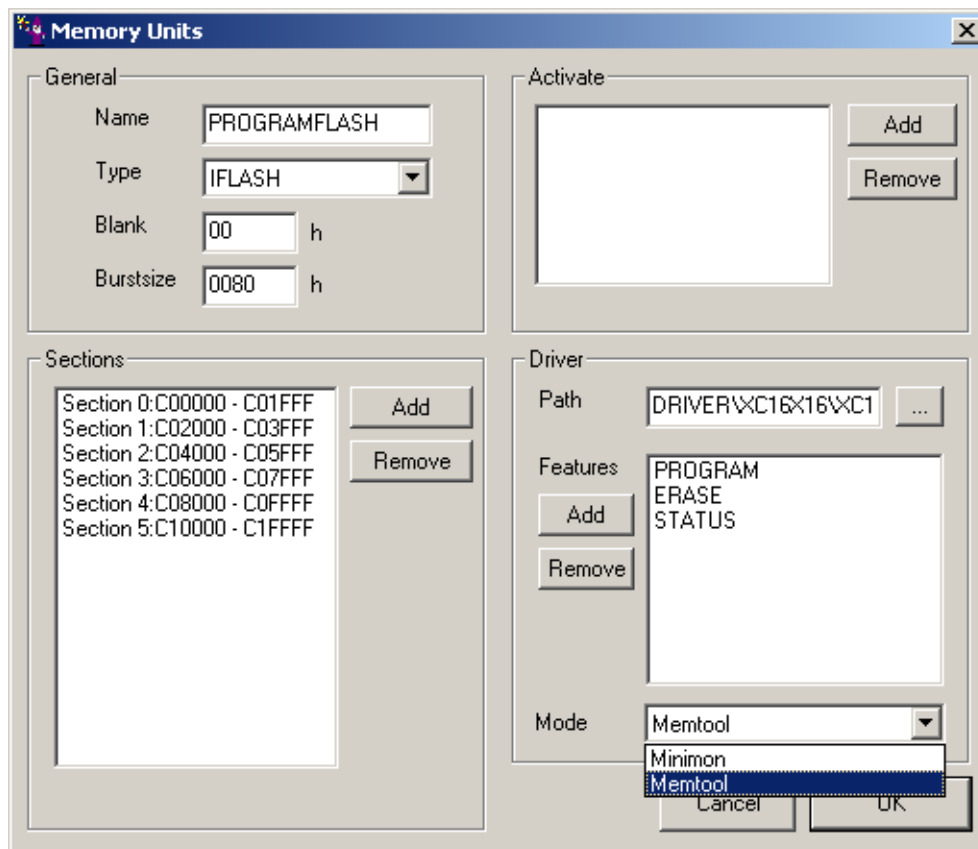 Memory Units
General
Name PROGRAMFLASH
Type IFLASH
Blank 00 h
Burstsize 0080 h
Activate
Add
Remove
Sections
Section 0:C00000 - C01FFF
Section 1:C02000 - C03FFF
Section 2:C04000 - C05FFF
Section 3:C06000 - C07FFF
Section 4:C08000 - C0FFFF
Section 5:C10000 - C1FFFF
Add
Remove
Driver
Path DRIVER\XC16X16\XC1 ...
Features
PROGRAM
ERASE
STATUS
Add
Remove
Mode Memtool
Minimon
Memtool
Cancel OK